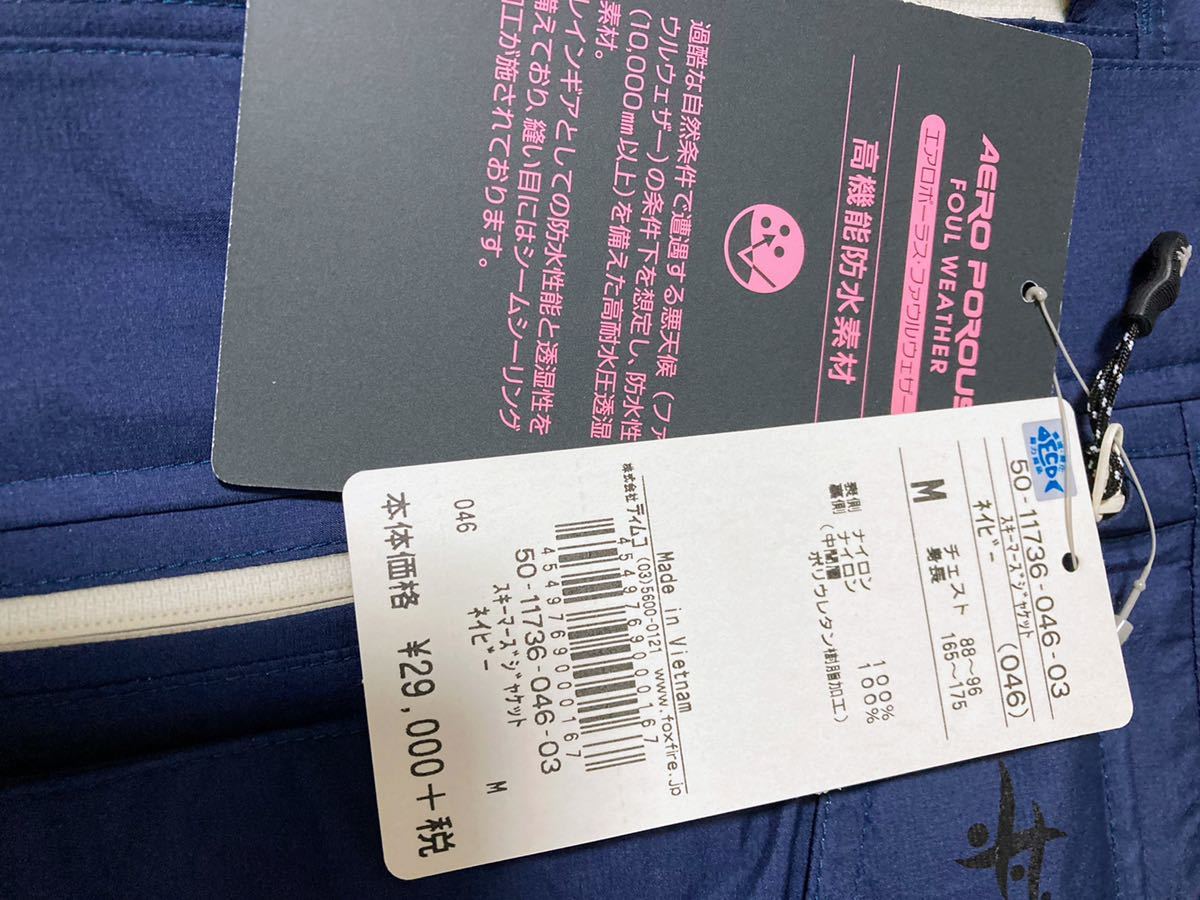 AERO POROUS
FOUL WEATHER
エアロポーラス・ファウルウェザー
高機能防水素材
過酷な自然条件で遭遇する悪天候（ファ
ウルウェザー）の条件下を想定し、防水性
（10,000mm以上）を備えた高耐水圧透湿
素材。
レインギアとしての防水性能と透湿性を
備えており、縫い目にはシームシーリング
加工が施されております。
50-11736-046-03
スキーマーズジャケット
ネイビー (046)
M チェスト 88～96
身長 165～175
表側 ナイロン 100%
裏側 ナイロン 100%
(中間層
ポリウレタン樹脂加工)
Made in Vietnam
株式会社ティムコ (03)5600-0121 www.foxfire.jp
4549769000167
4549769000167
50-11736-046-03
スキーマーズジャケット
ネイビー
046 M
本体価格 ¥29,000+税